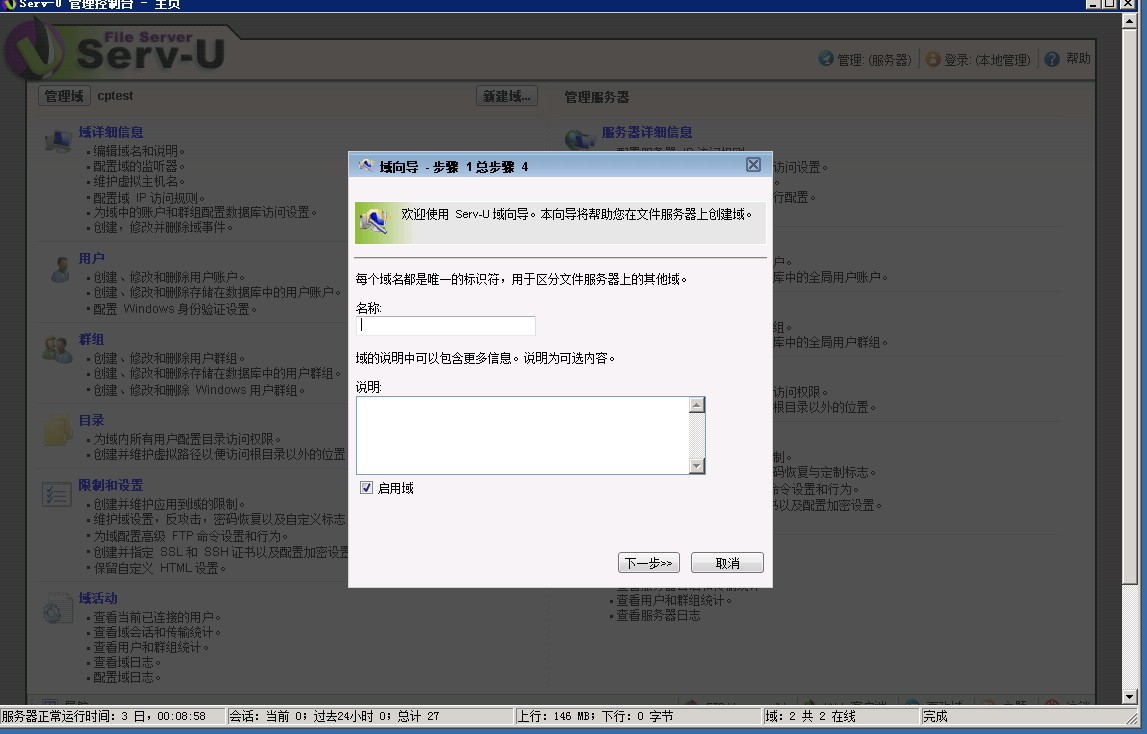 Serv-U 管理控制台 - 主页
File Server
Serv-U
管理: (服务器)
登录: (本地管理)
帮助
管理域 cptest
新建域...
管理服务器
域详细信息
编辑域名和说明。
配置域的监听器。
维护虚拟主机名。
配置域 IP 访问规则。
为域中的账户和群组配置数据库访问设置。
创建，修改并删除域事件。
用户
创建、修改和删除用户账户。
创建、修改和删除存储在数据库中的用户账户。
配置 Windows 身份验证设置。
群组
创建、修改和删除用户群组。
创建、修改和删除存储在数据库中的用户群组。
创建、修改和删除 Windows 用户群组。
目录
为域内所有用户配置目录访问权限。
创建并维护虚拟路径以便访问根目录以外的位置
限制和设置
创建并维护应用到域的限制。
维护域设置，反攻击，密码恢复以及自定义标志
为域配置高级 FTP 命令设置和行为。
创建并指定 SSL 和 SSH 证书以及配置加密设置
保留自定义 HTML 设置。
域活动
查看当前已连接的用户。
查看域会话和传输统计。
查看用户和群组统计。
查看域日志。
配置域日志。
服务器详细信息
访问设置。
行配置。
户。
库中的全局用户账户。
组。
库中的全局用户群组。
访问权限。
根目录以外的位置。
制。
码恢复与定制标志。
命令设置和行为。
以及配置加密设置。
查看用户和群组统计。
查看服务器日志
域向导 - 步骤 1 总步骤 4
欢迎使用 Serv-U 域向导。本向导将帮助您在文件服务器上创建域。
每个域名都是唯一的标识符，用于区分文件服务器上的其他域。
名称:
域的说明中可以包含更多信息。说明为可选内容。
说明:
启用域
下一步>>
取消
服务器正常运行时间: 3 日, 00:08:58
会话: 当前 0; 过去24小时 0; 总计 27
上行: 146 MB; 下行: 0 字节
域: 2 共 2 在线
完成